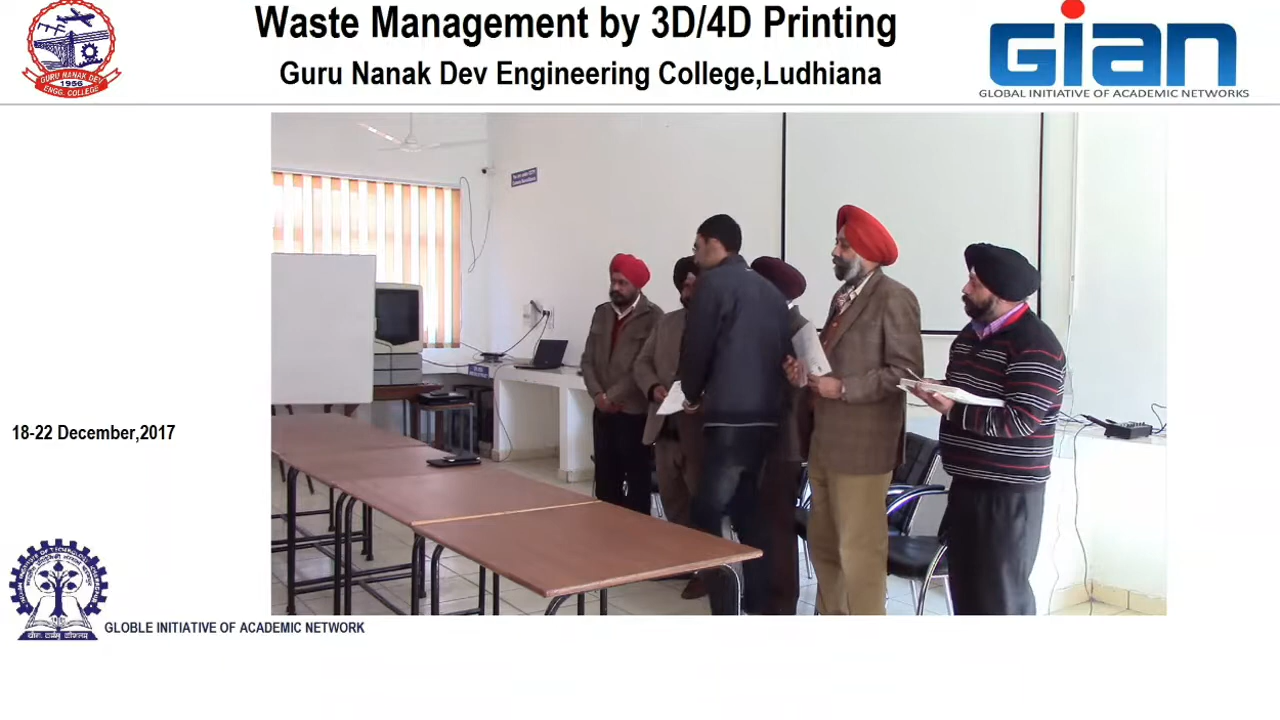 Waste Management by 3D/4D Printing
Guru Nanak Dev Engineering College,Ludhiana
GURU NANAK DEV
1956
ENGG. COLLEGE
GIAN
GLOBAL INITIATIVE OF ACADEMIC NETWORKS
18-22 December,2017
GLOBLE INITIATIVE OF ACADEMIC NETWORK